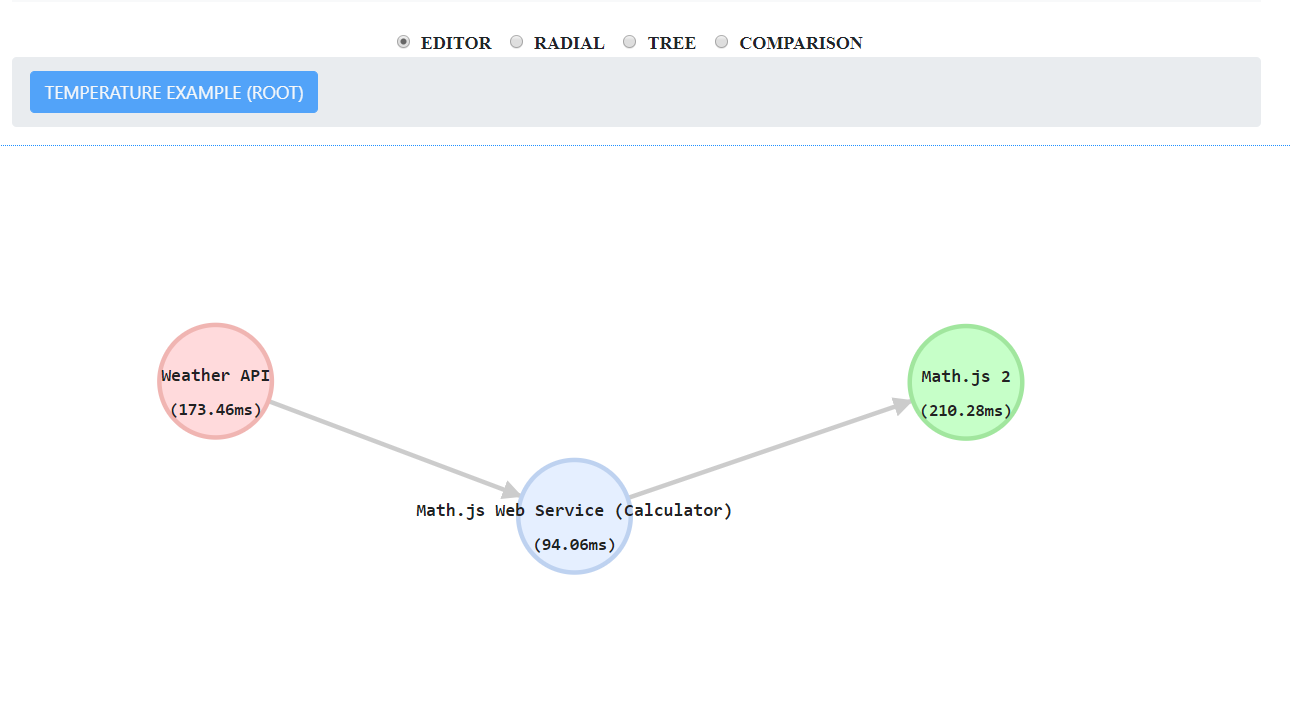 EDITOR RADIAL TREE COMPARISON
TEMPERATURE EXAMPLE (ROOT)
Weather API
(173.46ms)
Math.js 2
(210.28ms)
Math.js Web Service (Calculator)
(94.06ms)